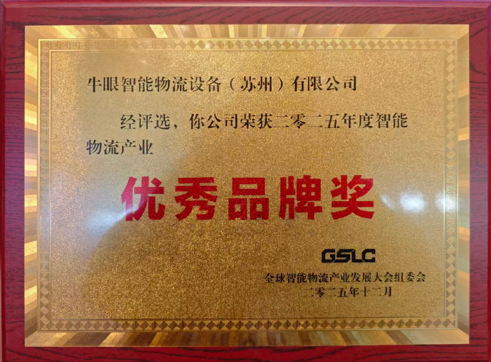 牛眼智能物流设备（苏州）有限公司
经评选，你公司荣获二零二五年度智能
物流产业
优秀品牌奖
GSLC
全球智能物流产业发展大会组委会
二零二五年十二月